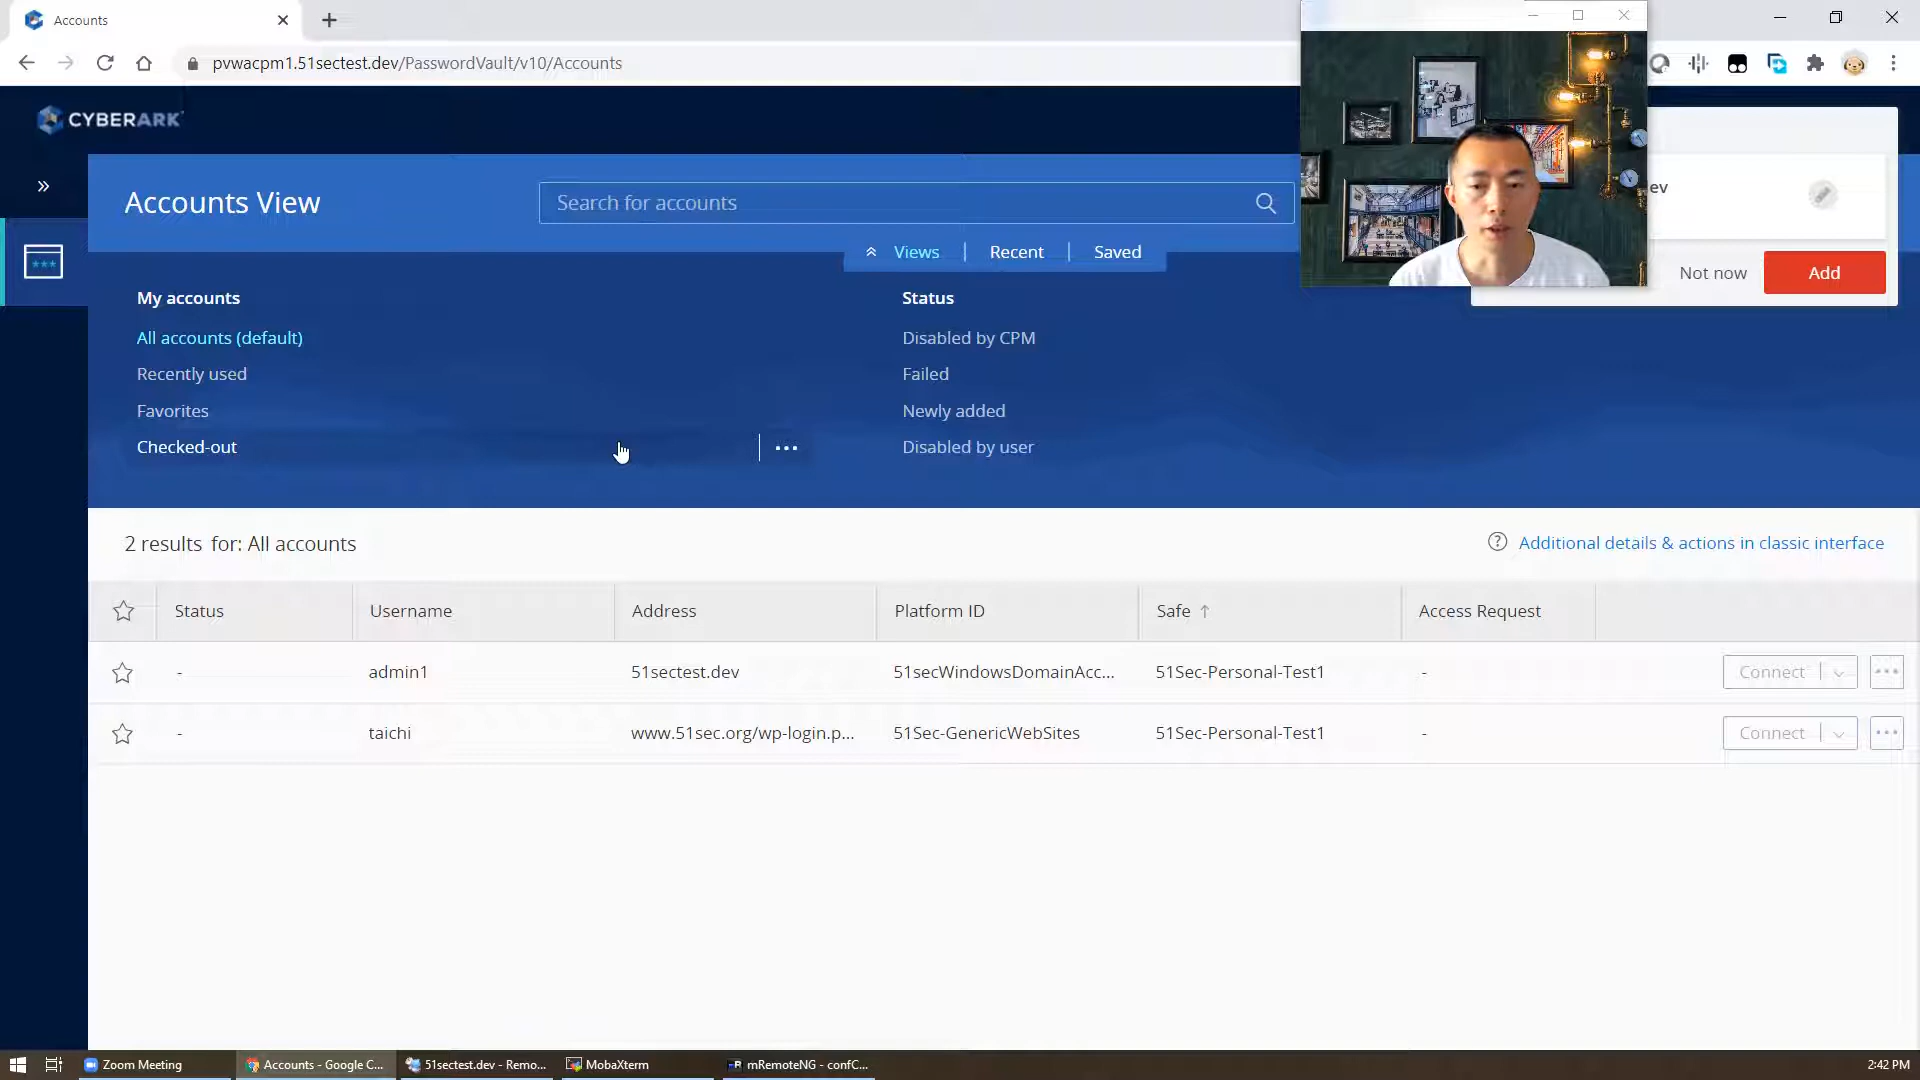 Accounts
pvwacpm1.51sectest.dev/PasswordVault/v10/Accounts
CYBERARK
Accounts View
Search for accounts
ev
Views
Recent
Saved
Not now
Add
My accounts
Status
All accounts (default)
Disabled by CPM
Recently used
Failed
Favorites
Newly added
Checked-out
Disabled by user
2 results for: All accounts
Additional details & actions in classic interface
Status
Username
Address
Platform ID
Safe ↑
Access Request
-
admin1
51sectest.dev
51secWindowsDomainAcc...
51Sec-Personal-Test1
-
Connect
-
taichi
www.51sec.org/wp-login.p...
51Sec-GenericWebSites
51Sec-Personal-Test1
-
Connect
Zoom Meeting
Accounts - Google C...
51sectest.dev - Remo...
MobaXterm
mRemoteNG - confC...
2:42 PM